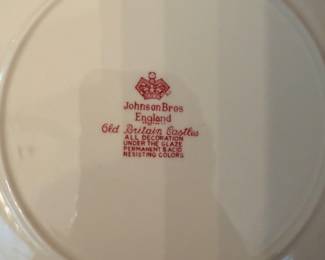 Johnson Bros
England
Old Britain Castles
ALL DECORATION
UNDER THE GLAZE
PERMANENT & ACID
RESISTING COLORS